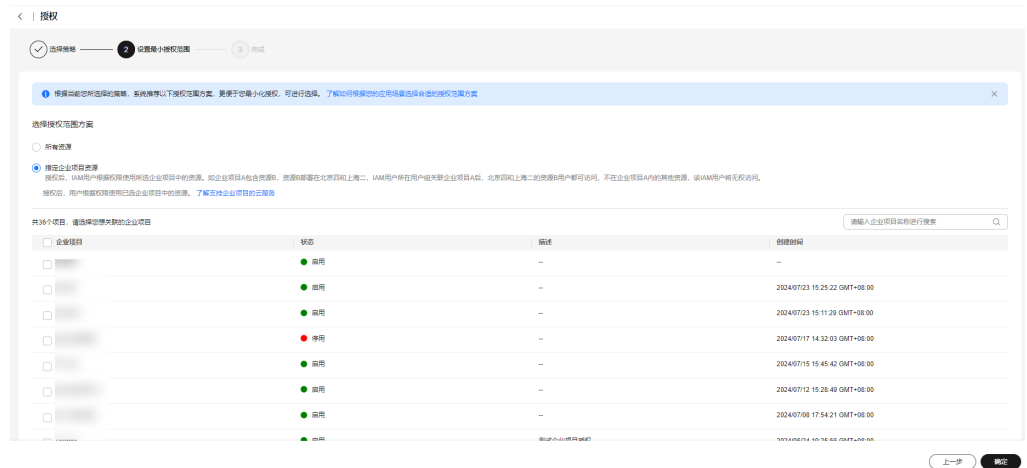 授权
选择策略
2 设置最小授权范围
3 完成
根据当前您所选择的策略，系统推荐以下授权范围方案，更便于您最小化授权，可进行选择。 了解如何根据您的应用场景选择合适的授权范围方案
选择授权范围方案
所有资源
指定企业项目资源
授权后，IAM用户根据权限使用所选企业项目中的资源。如企业项目A包含资源B，资源B部署在北京四和上海二，IAM用户所在用户组关联企业项目A后，北京四和上海二的资源B用户都可访问，不在企业项目A内的其他资源，该IAM用户将无权访问。
授权后，用户根据权限使用已选企业项目中的资源。 了解支持企业项目的云服务
共36个项目，请选择您想关联的企业项目
请输入企业项目名称进行搜索
企业项目 状态 描述 创建时间
启用 -- --
启用 -- 2024/07/23 15:25:22 GMT+08:00
启用 -- 2024/07/23 15:11:29 GMT+08:00
停用 -- 2024/07/17 14:32:03 GMT+08:00
启用 -- 2024/07/15 15:45:42 GMT+08:00
启用 -- 2024/07/12 15:28:49 GMT+08:00
启用 -- 2024/07/08 17:54:21 GMT+08:00
上一步 确定